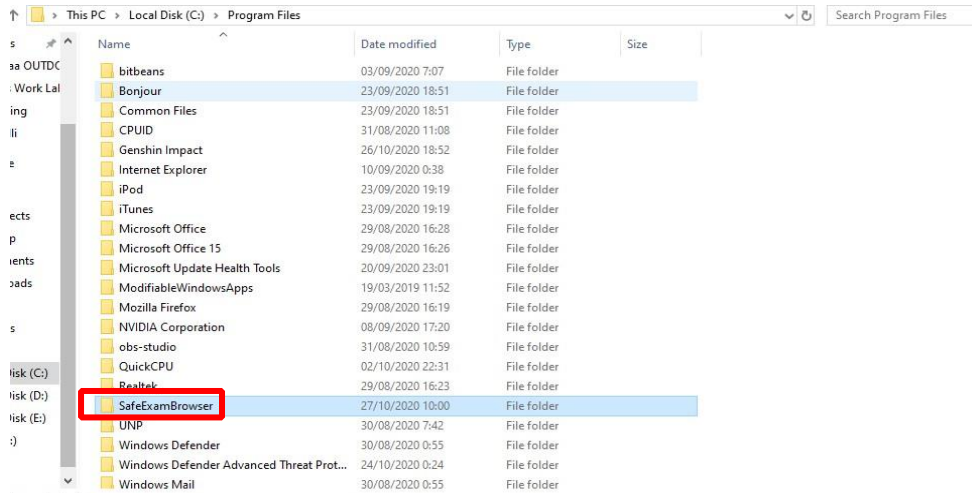 This PC > Local Disk (C:) > Program Files Search Program Files
s Name Date modified Type Size
aa OUTDO bitbeans 03/09/2020 7:07 File folder
: Work Lal Bonjour 23/09/2020 18:51 File folder
ing Common Files 23/09/2020 18:51 File folder
lli CPUID 31/08/2020 11:08 File folder
e Genshin Impact 26/10/2020 18:52 File folder
Internet Explorer 10/09/2020 0:38 File folder
iPod 23/09/2020 19:19 File folder
ects iTunes 23/09/2020 19:19 File folder
p Microsoft Office 29/08/2020 16:28 File folder
ients Microsoft Office 15 29/08/2020 16:26 File folder
oads Microsoft Update Health Tools 20/09/2020 23:01 File folder
ModifiableWindowsApps 19/03/2019 11:52 File folder
s Mozilla Firefox 29/08/2020 16:19 File folder
NVIDIA Corporation 08/09/2020 17:20 File folder
obs-studio 31/08/2020 10:59 File folder
isk (C:) QuickCPU 02/10/2020 22:31 File folder
isk (D:) Realtek 29/08/2020 16:23 File folder
isk (E:) SafeExamBrowser 27/10/2020 10:00 File folder
UNP 30/08/2020 7:42 File folder
:) Windows Defender 30/08/2020 0:55 File folder
Windows Defender Advanced Threat Prot... 24/10/2020 0:24 File folder
Windows Mail 30/08/2020 0:55 File folder